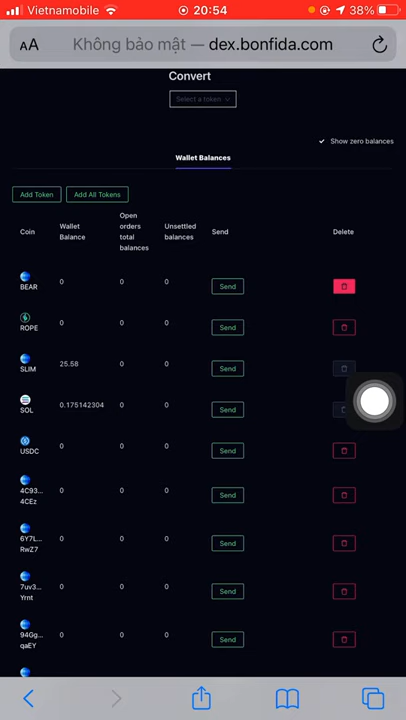 Vietnamobile 20:54 38%
AA Không bảo mật — dex.bonfida.com
Convert
Select a token
Show zero balances
Wallet Balances
Add Token Add All Tokens
Coin Wallet Balance Open orders total balances Unsettled balances Send Delete
BEAR 0 0 0 Send
ROPE 0 0 0 Send
SLIM 25.58 0 0 Send
SOL 0.175142304 0 0 Send
USDC 0 0 0 Send
4C93... 4CEz 0 0 0 Send
6Y7L... RwZ7 0 0 0 Send
7uv3... Yrnt 0 0 0 Send
94Gg... qaEY 0 0 0 Send